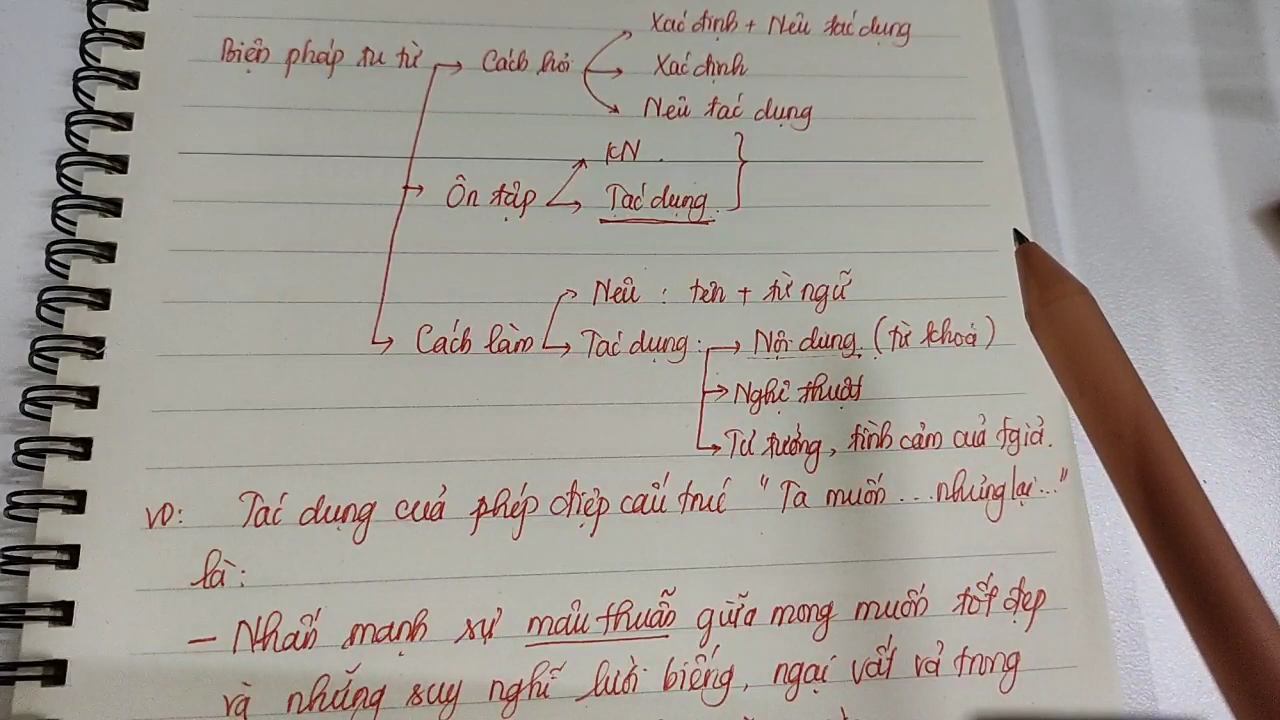 Xác định + Nêu tác dụng
Biện pháp tu từ → Cách hỏi → Xác định
Nêu tác dụng
KN
Ôn tập → Tác dụng
Nêu : tên + từ ngữ
Cách làm → Tác dụng : → Nội dung (từ khoá)
→ Nghệ thuật
→ Tư tưởng, tình cảm của tgiả.
VD: Tác dụng của phép điệp cấu trúc "Ta muốn ... nhưng lại ..."
là:
- Nhấn mạnh sự mâu thuẫn giữa mong muốn tốt đẹp
và những suy nghĩ lười biếng, ngại vất vả trong